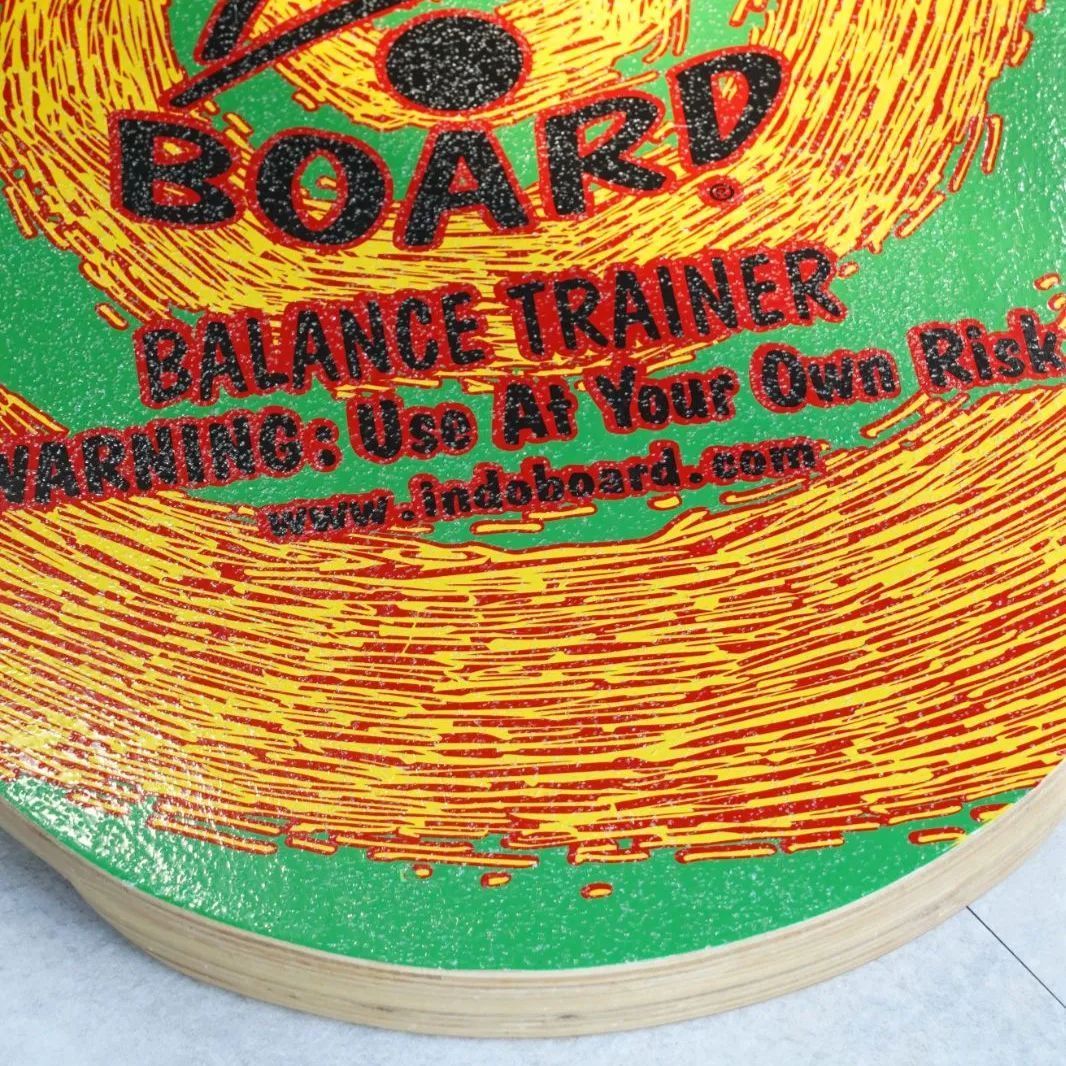 BOARD©
BALANCE TRAINER
WARNING: Use At Your Own Risk
www.indoboard.com